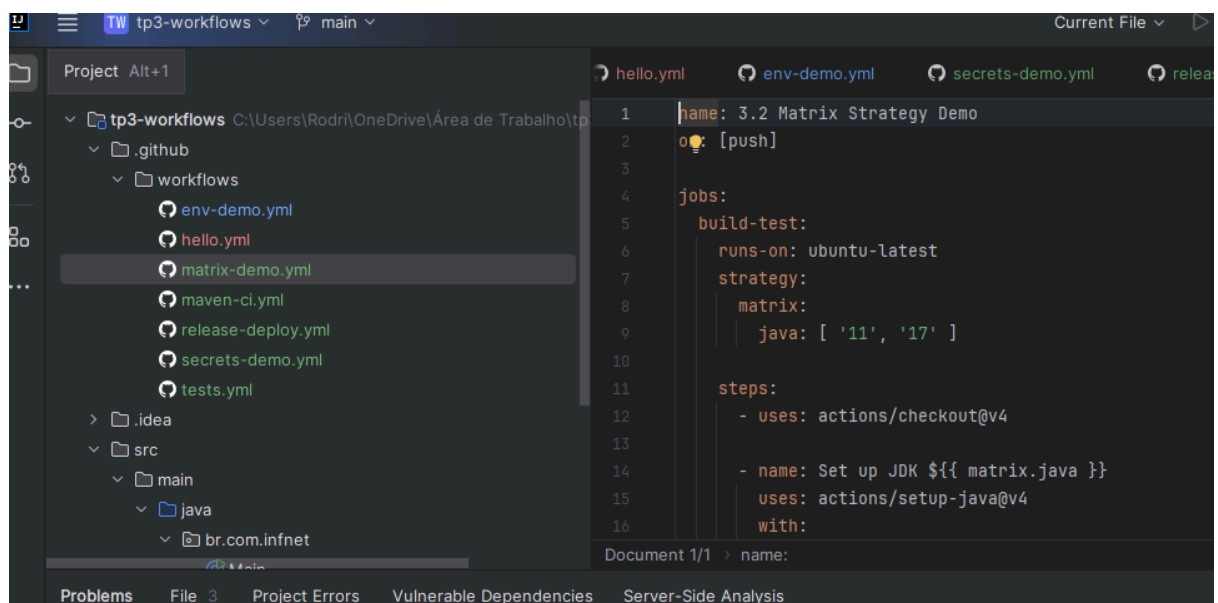 IJ TW tp3-workflows main Current File
Project Alt+1
hello.yml env-demo.yml secrets-demo.yml relea
tp3-workflows C:\Users\Rodri\OneDrive\Área de Trabalho\tp
.github
workflows
env-demo.yml
hello.yml
matrix-demo.yml
maven-ci.yml
release-deploy.yml
secrets-demo.yml
tests.yml
.idea
src
main
java
br.com.infnet
Main
1 name: 3.2 Matrix Strategy Demo
2 on: [push]
3
4 jobs:
5 build-test:
6 runs-on: ubuntu-latest
7 strategy:
8 matrix:
9 java: [ '11', '17' ]
10
11 steps:
12 - uses: actions/checkout@v4
13
14 - name: Set up JDK ${{ matrix.java }}
15 uses: actions/setup-java@v4
16 with:
Document 1/1 › name:
Problems File 3 Project Errors Vulnerable Dependencies Server-Side Analysis